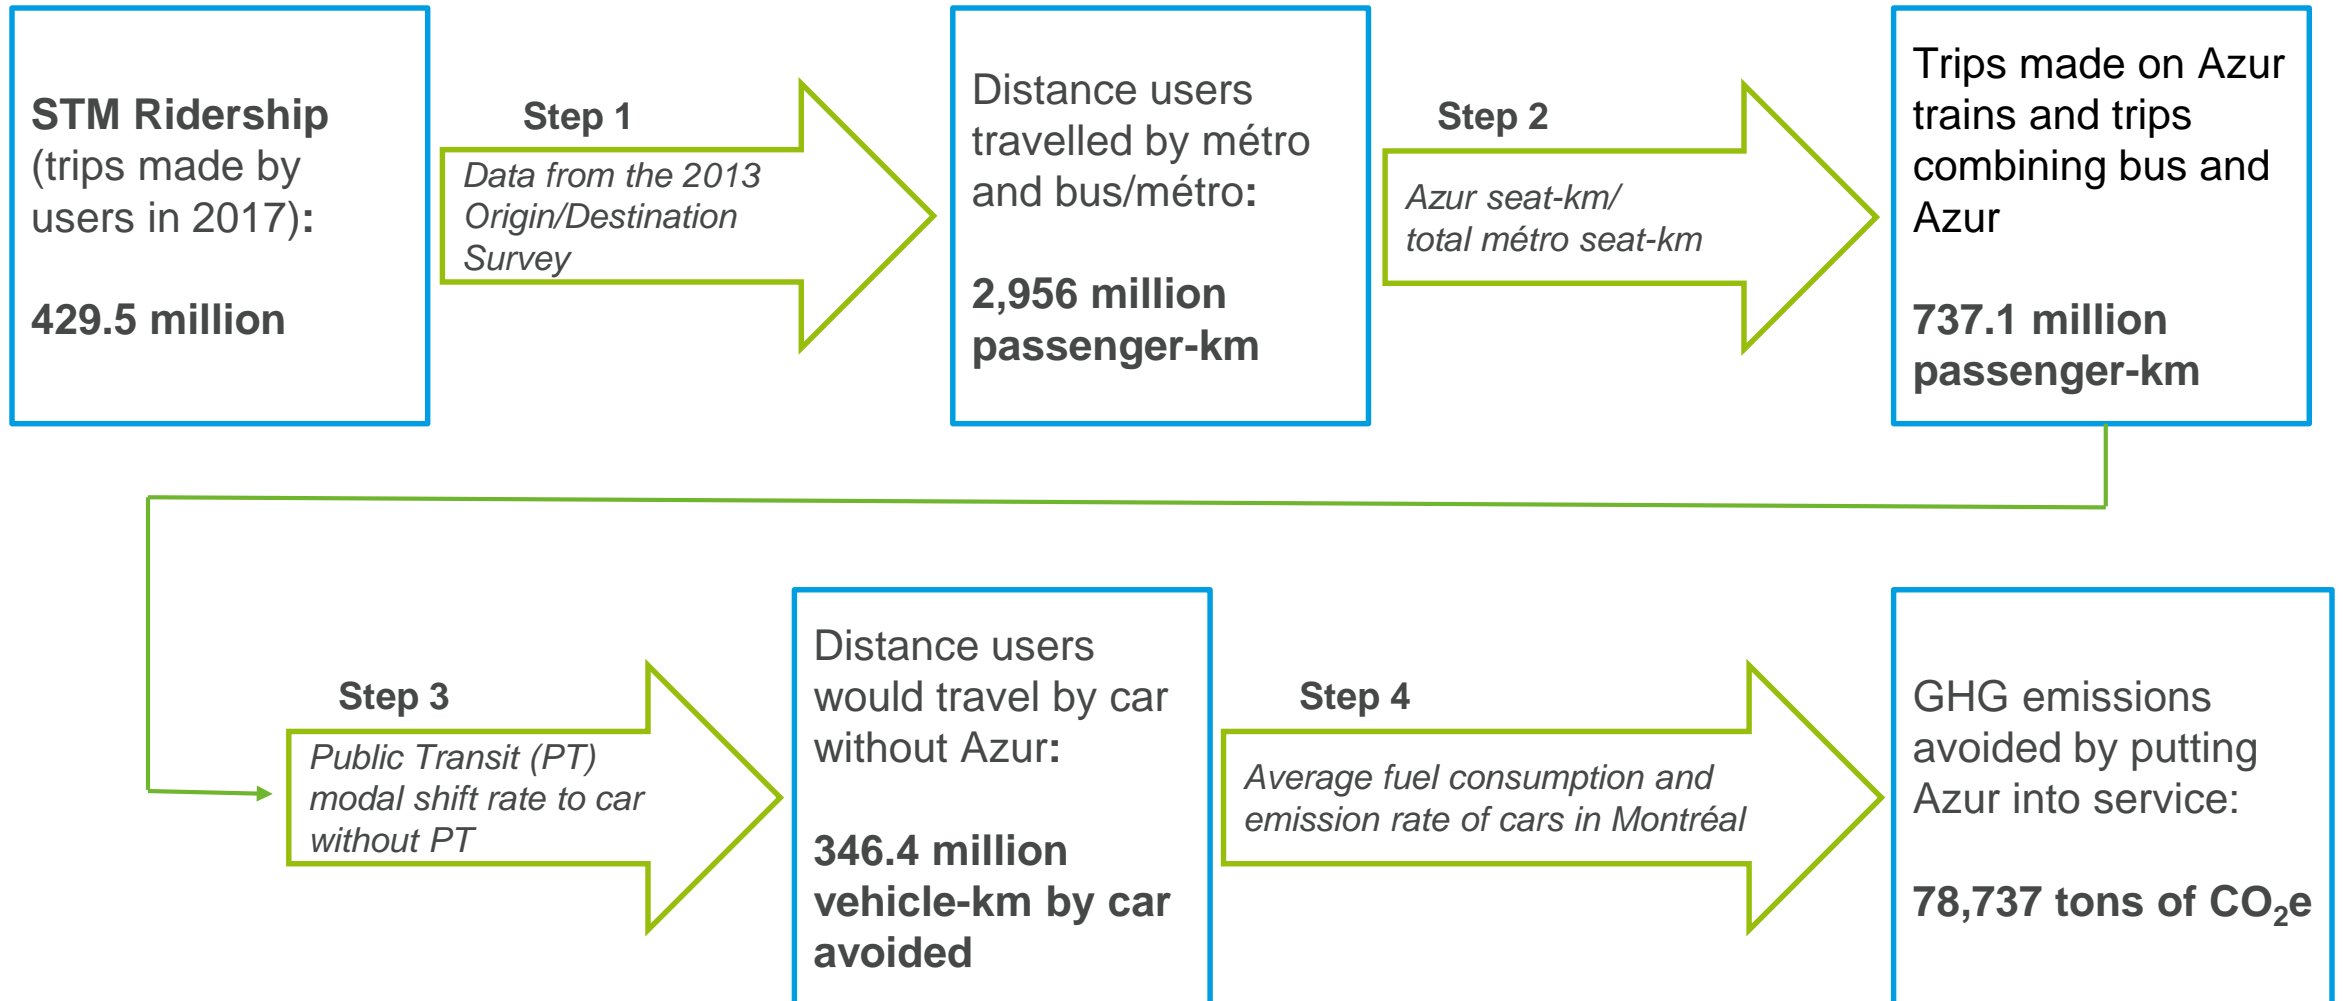 STM Ridership
(trips made by
users in 2017):
429.5 million
Step 1
Data from the 2013
Origin/Destination
Survey
Distance users
travelled by métro
and bus/métro:
2,956 million
passenger-km
Step 2
Azur seat-km/
total métro seat-km
Trips made on Azur
trains and trips
combining bus and
Azur
737.1 million
passenger-km
Step 3
Public Transit (PT)
modal shift rate to car
without PT
Distance users
would travel by car
without Azur:
346.4 million
vehicle-km by car
avoided
Step 4
Average fuel consumption and
emission rate of cars in Montréal
GHG emissions
avoided by putting
Azur into service:
78,737 tons of CO₂e